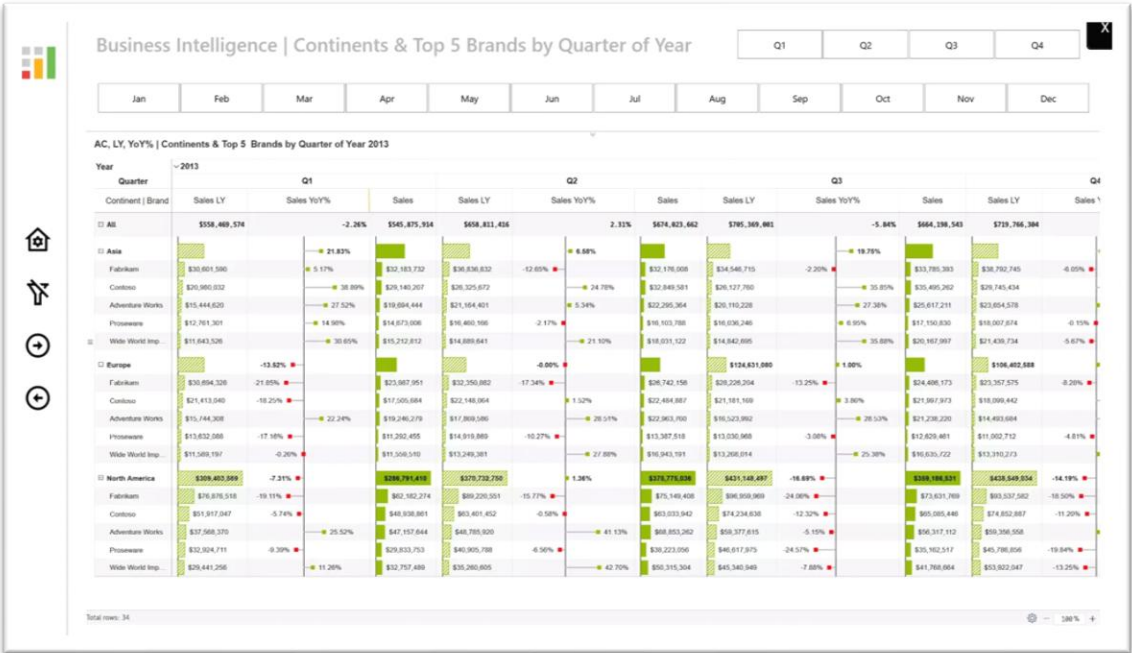 Business Intelligence | Continents & Top 5 Brands by Quarter of Year Q1 Q2 Q3 Q4 X
Jan Feb Mar Apr May Jun Jul Aug Sep Oct Nov Dec
AC, LY, YoY% | Continents & Top 5 Brands by Quarter of Year 2013
Year 2013
Quarter Q1 Q2 Q3 Q4
Continent | Brand Sales LY Sales YoY% Sales Sales LY Sales YoY% Sales Sales LY Sales YoY% Sales Sales LY Sales
All $558,469,574 -2.26% $545,875,914 $658,811,416 2.31% $674,023,662 $705,369,001 -5.84% $664,198,543 $719,766,304
Asia 21.83% 6.58% 19.75%
Fabrikam $30,601,590 5.17% $32,183,732 $36,836,832 -12.65% $32,176,008 $34,546,715 -2.20% $33,785,393 $38,792,745 -6.05%
Contoso $20,980,032 38.89% $29,140,207 $26,325,672 24.78% $32,849,581 $26,127,760 35.85% $35,495,262 $29,745,434
Adventure Works $15,444,620 27.52% $19,694,444 $21,164,401 5.34% $22,295,364 $20,110,228 27.38% $25,617,211 $23,654,578
Proseware $12,761,301 14.98% $14,673,006 $16,460,166 -2.17% $16,103,788 $16,036,246 6.95% $17,150,830 $18,007,674 -0.15%
Wide World Imp... $11,643,526 30.65% $15,212,812 $14,889,641 21.10% $18,031,122 $14,842,695 35.88% $20,167,997 $21,439,734 -5.67%
Europe -13.52% -0.00% $124,631,080 1.00% $106,402,588
Fabrikam $30,694,326 -21.85% $23,987,951 $32,350,862 -17.34% $26,742,156 $28,226,204 -13.25% $24,486,173 $23,357,575 -8.20%
Contoso $21,413,040 -18.25% $17,505,684 $22,148,064 1.52% $22,484,887 $21,181,169 3.86% $21,997,973 $18,099,442
Adventure Works $15,744,308 22.24% $19,246,279 $17,869,586 28.51% $22,963,760 $16,523,992 28.53% $21,238,220 $14,493,684
Proseware $13,632,088 -17.16% $11,292,455 $14,919,869 -10.27% $13,387,518 $13,030,968 -3.08% $12,629,461 $11,002,712 -4.81%
Wide World Imp... $11,589,197 -0.26% $11,558,510 $13,249,381 27.88% $16,943,191 $13,268,014 25.38% $16,635,722 $13,310,273
North America $309,403,589 -7.31% $286,791,410 $370,732,750 1.36% $375,775,036 $431,148,497 -16.69% $359,188,531 $438,549,034 -14.19%
Fabrikam $76,878,518 -19.11% $62,182,274 $89,220,551 -15.77% $75,149,408 $96,959,969 -24.06% $73,631,769 $93,537,582 -18.50%
Contoso $51,917,047 -5.74% $48,938,861 $63,401,452 -0.58% $63,033,942 $74,234,638 -12.32% $65,085,446 $74,852,887 -11.20%
Adventure Works $37,568,370 25.52% $47,157,644 $48,785,920 41.13% $68,853,262 $59,377,615 -5.15% $56,317,112 $59,356,558
Proseware $32,924,711 -9.39% $29,833,753 $40,905,788 -6.56% $38,223,056 $46,617,975 -24.57% $35,162,517 $45,786,856 -19.84%
Wide World Imp... $29,441,256 11.26% $32,757,489 $35,260,605 42.70% $50,315,304 $45,340,949 -7.88% $41,768,664 $53,922,047 -13.25%
Total rows: 34 100%